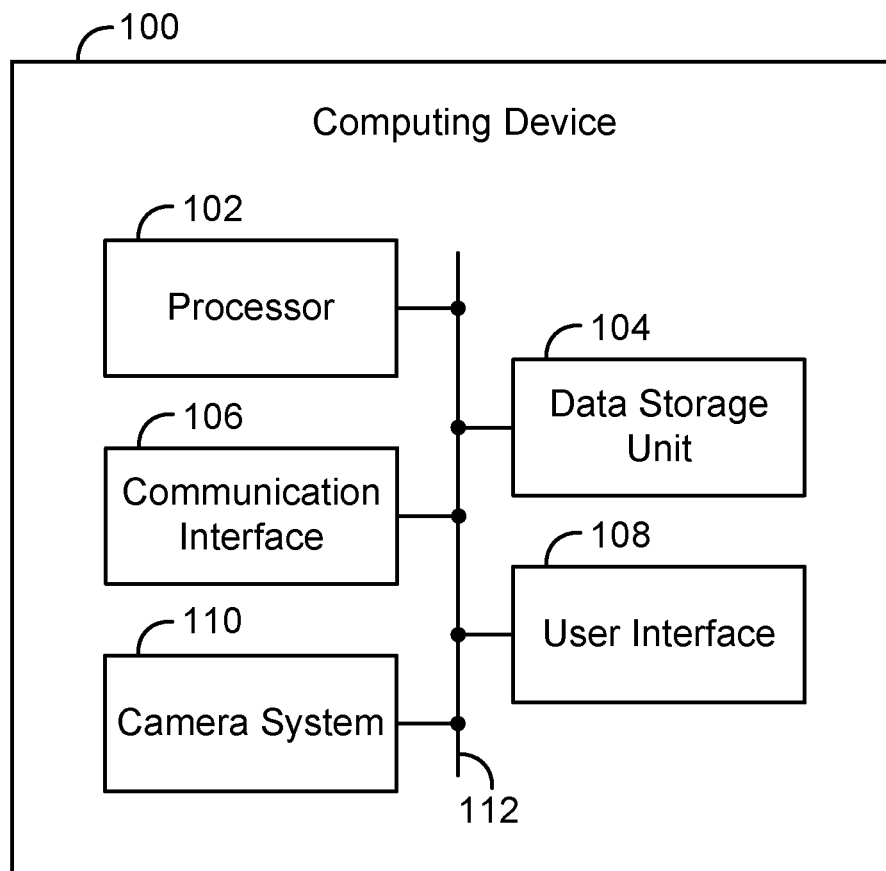 100
Computing Device
102
Processor
104
Data Storage
Unit
106
Communication
Interface
108
User Interface
110
Camera System
112